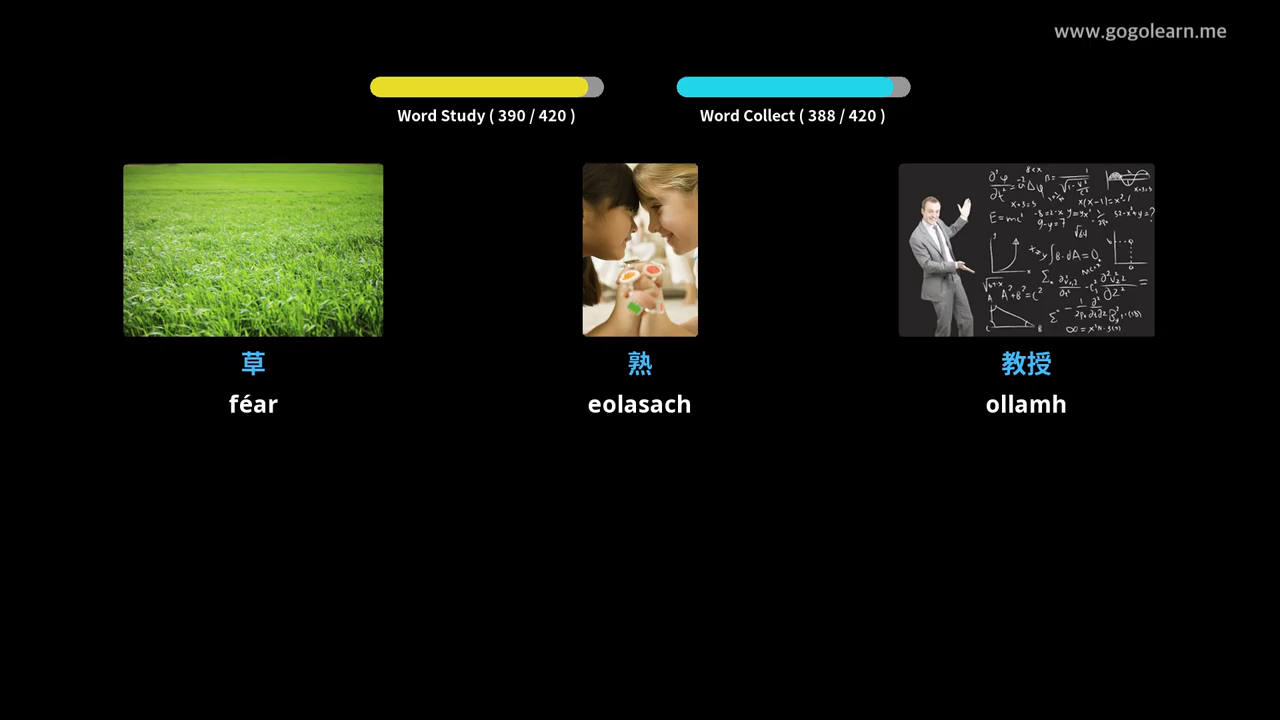 www.gogolearn.me
Word Study ( 390 / 420 )
Word Collect ( 388 / 420 )
草
熟
教授
féar
eolasach
ollamh